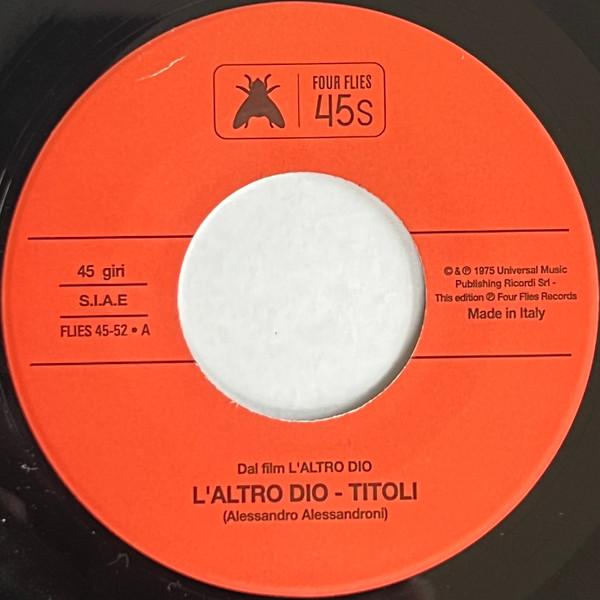 FOUR FLIES
45s
45 giri
S.I.A.E
FLIES 45-52 • A
© & ℗ 1975 Universal Music
Publishing Ricordi Srl -
This edition ℗ Four Flies Records
Made in Italy
Dal film L'ALTRO DIO
L'ALTRO DIO - TITOLI
(Alessandro Alessandroni)